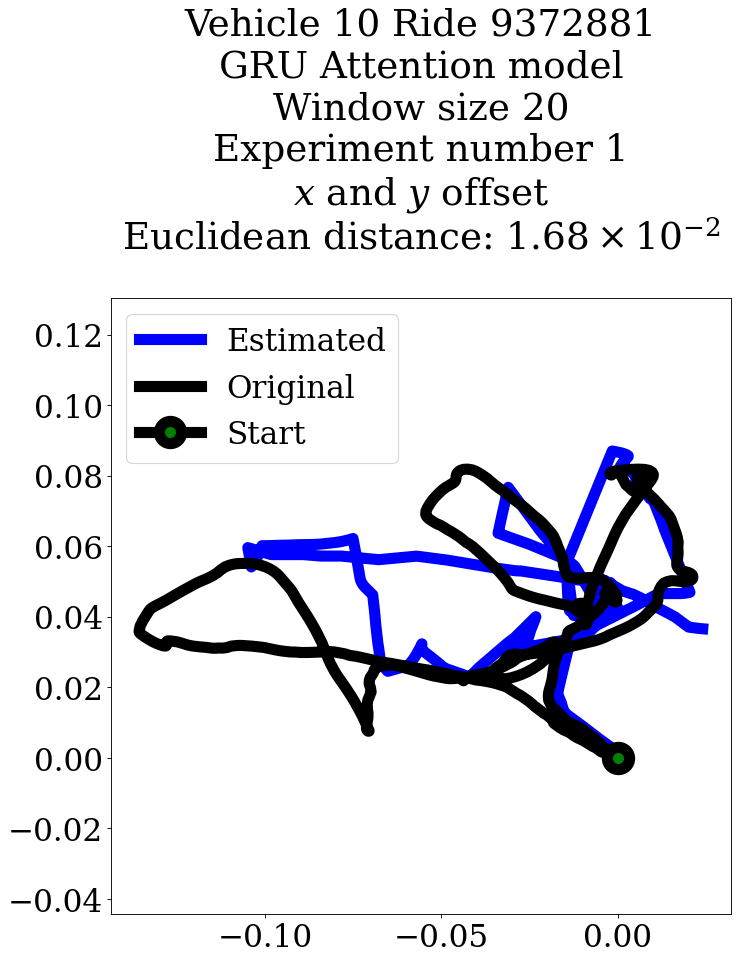 Vehicle 10 Ride 9372881
GRU Attention model
Window size 20
Experiment number 1
x and y offset
Euclidean distance: 1.68 × 10⁻²
Estimated
Original
Start
0.12
0.10
0.08
0.06
0.04
0.02
0.00
−0.02
−0.04
−0.10
−0.05
0.00